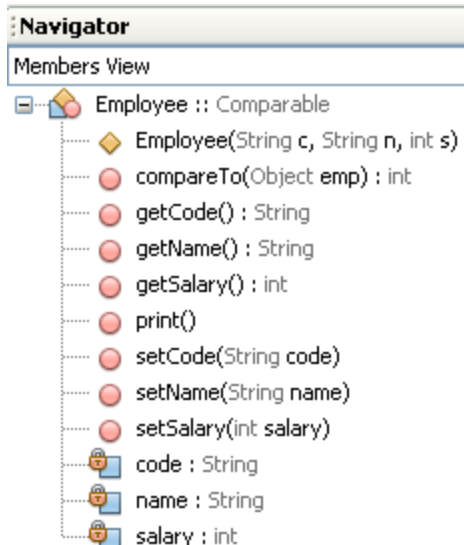 Navigator
Members View
Employee :: Comparable
Employee(String c, String n, int s)
compareTo(Object emp) : int
getCode() : String
getName() : String
getSalary() : int
print()
setCode(String code)
setName(String name)
setSalary(int salary)
code : String
name : String
salary : int